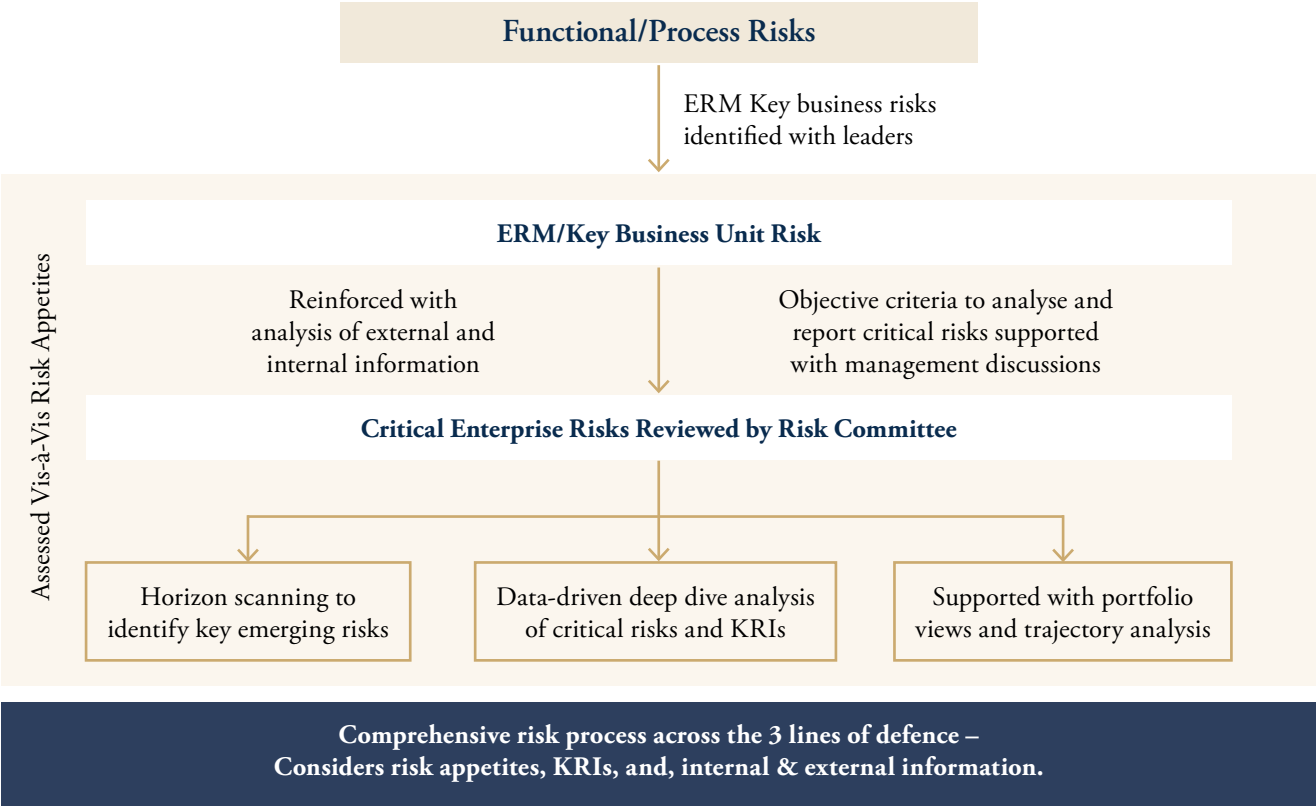 Functional/Process Risks
ERM Key business risks
identified with leaders
Assessed Vis-à-Vis Risk Appetites
ERM/Key Business Unit Risk
Reinforced with
analysis of external and
internal information
Objective criteria to analyse and
report critical risks supported
with management discussions
Critical Enterprise Risks Reviewed by Risk Committee
Horizon scanning to
identify key emerging risks
Data-driven deep dive analysis
of critical risks and KRIs
Supported with portfolio
views and trajectory analysis
Comprehensive risk process across the 3 lines of defence –
Considers risk appetites, KRIs, and, internal & external information.